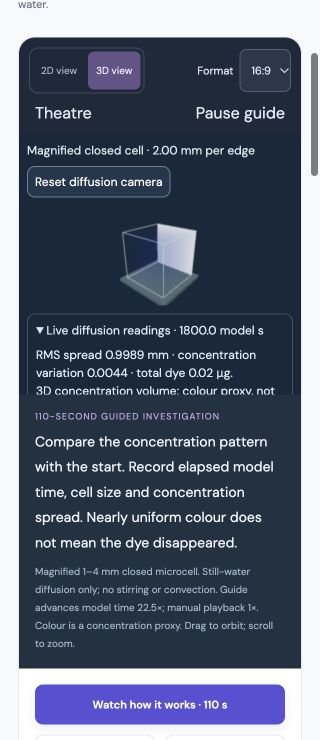 water.
2D view 3D view Format 16:9
Theatre Pause guide
Magnified closed cell · 2.00 mm per edge
Reset diffusion camera
▼ Live diffusion readings · 1800.0 model s
RMS spread 0.9989 mm · concentration
variation 0.0044 · total dye 0.02 µg.
3D concentration volume; colour proxy, not
110-SECOND GUIDED INVESTIGATION
Compare the concentration pattern
with the start. Record elapsed model
time, cell size and concentration
spread. Nearly uniform colour does
not mean the dye disappeared.
Magnified 1–4 mm closed microcell. Still-water
diffusion only; no stirring or convection. Guide
advances model time 22.5×; manual playback 1×.
Colour is a concentration proxy. Drag to orbit; scroll
to zoom.
Watch how it works · 110 s